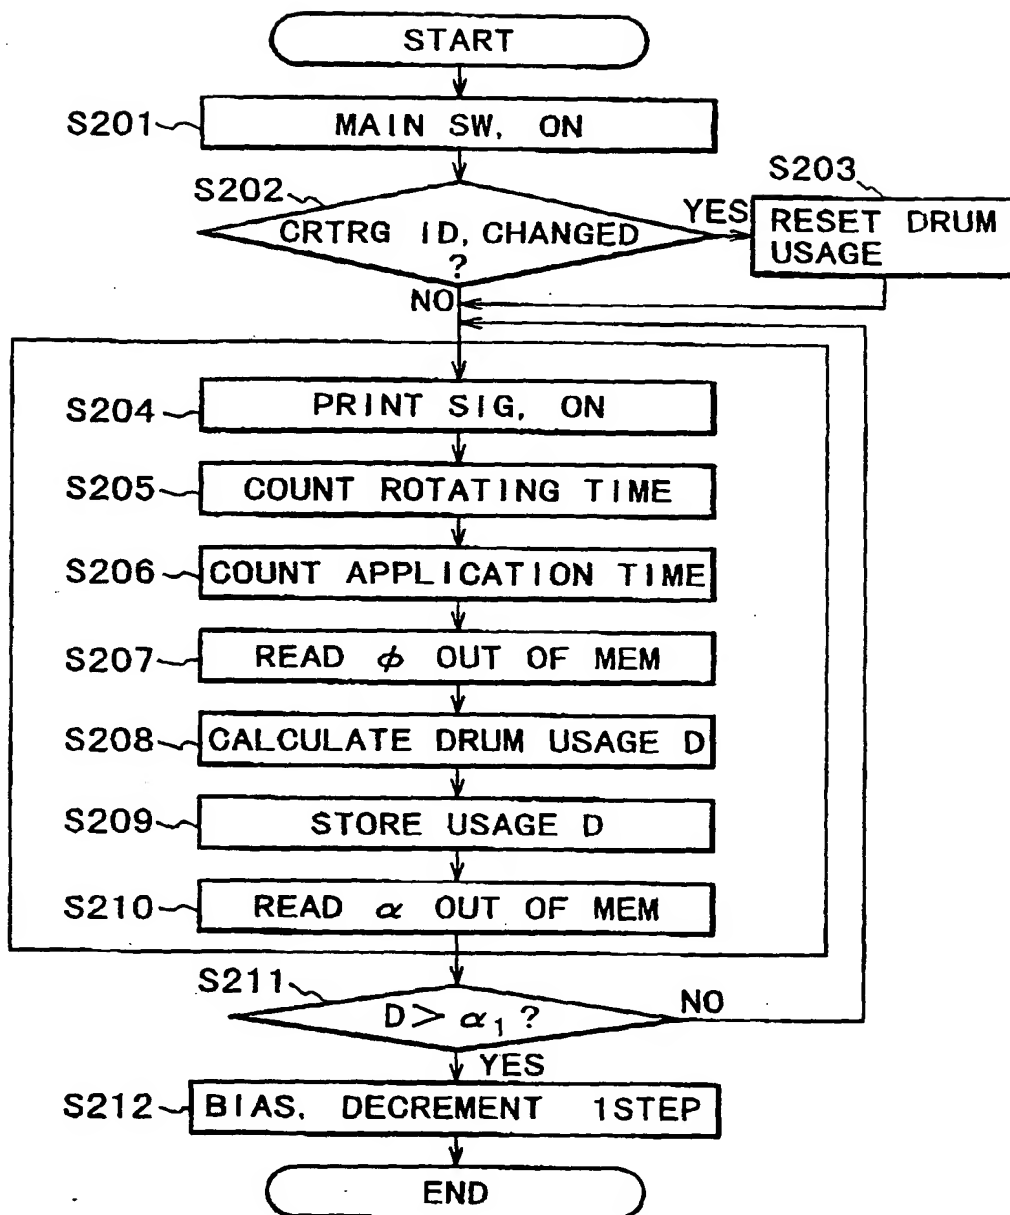 START
S201
MAIN SW, ON
S202
CRTRG ID, CHANGED
?
YES
S203
RESET DRUM
USAGE
NO
S204
PRINT SIG, ON
S205
COUNT ROTATING TIME
S206
COUNT APPLICATION TIME
S207
READ ϕ OUT OF MEM
S208
CALCULATE DRUM USAGE D
S209
STORE USAGE D
S210
READ α OUT OF MEM
S211
D > α₁ ?
NO
YES
S212
BIAS, DECREMENT 1STEP
END